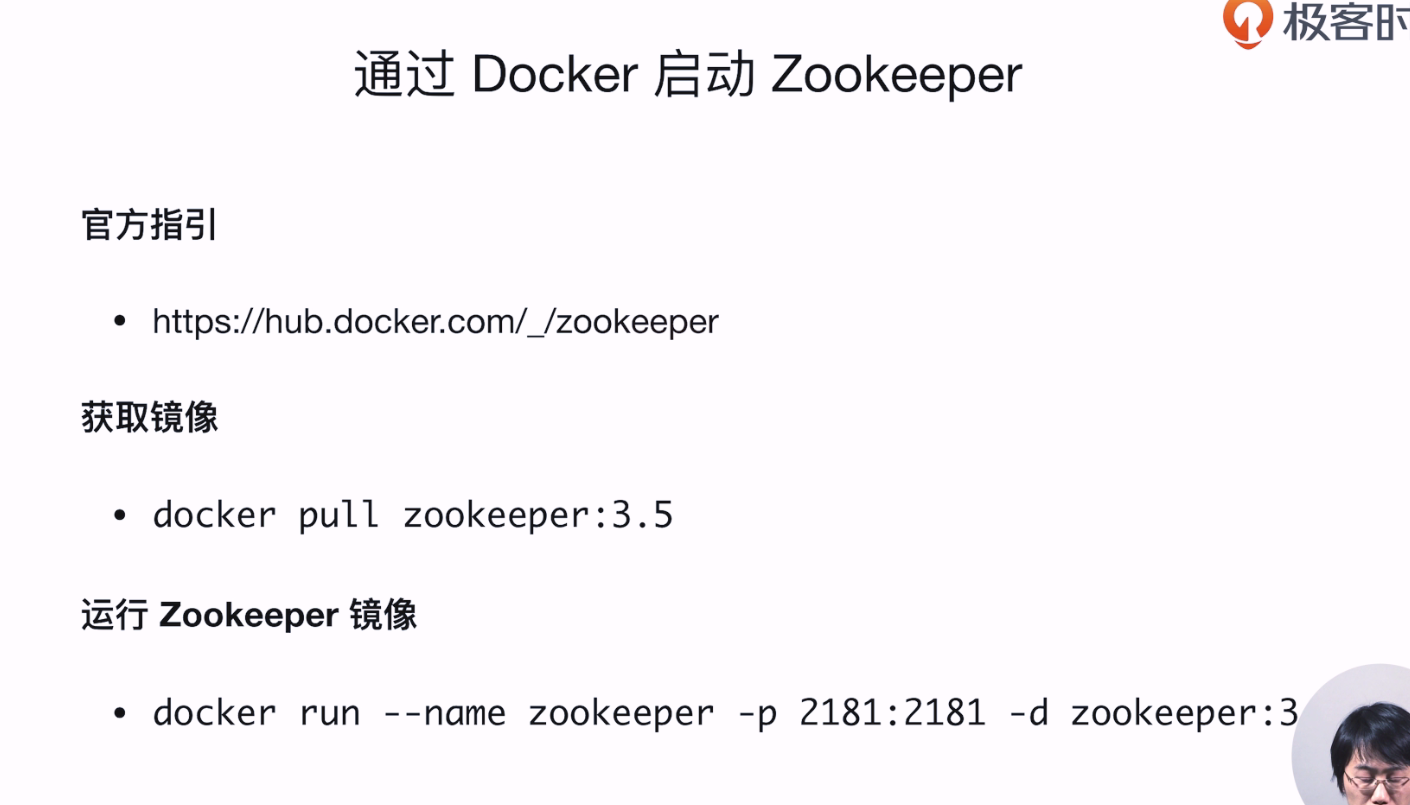 极客时
通过 Docker 启动 Zookeeper
官方指引
• https://hub.docker.com/_/zookeeper
获取镜像
• docker pull zookeeper:3.5
运行 Zookeeper 镜像
• docker run --name zookeeper -p 2181:2181 -d zookeeper:3